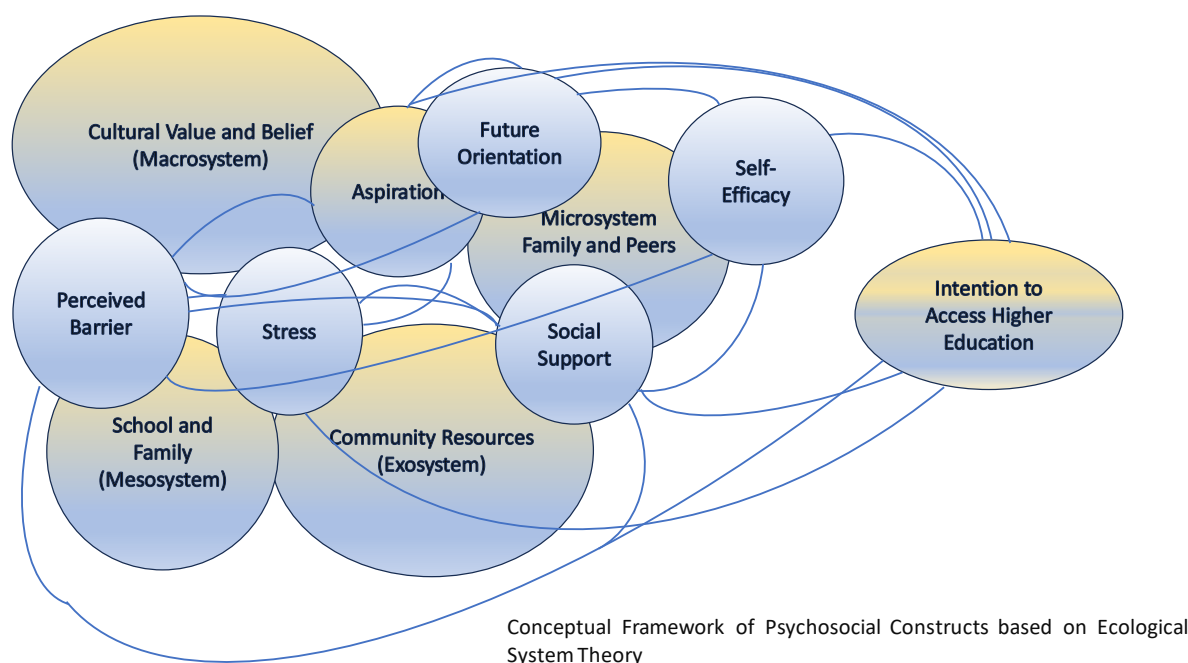 Cultural Value and Belief
(Macrosystem)
Aspiration
Future
Orientation
Self-
Efficacy
Microsystem
Family and Peers
Perceived
Barrier
Stress
Social
Support
Intention to
Access Higher
Education
School and
Family
(Mesosystem)
Community Resources
(Exosystem)
Conceptual Framework of Psychosocial Constructs based on Ecological
System Theory